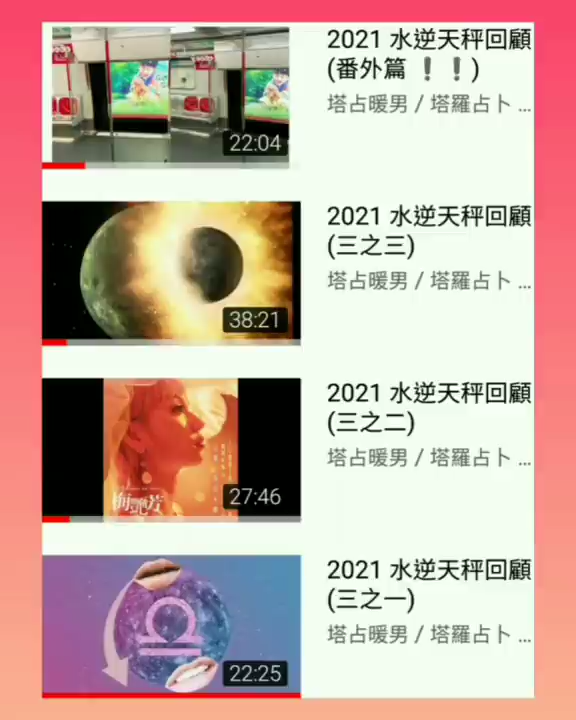 2021 水逆天秤回顧
(番外篇 ❗ ❗)
塔占暖男 / 塔羅占卜 ...
22:04
2021 水逆天秤回顧
(三之三)
塔占暖男 / 塔羅占卜 ...
38:21
2021 水逆天秤回顧
(三之二)
塔占暖男 / 塔羅占卜 ...
梅艷芳
27:46
2021 水逆天秤回顧
(三之一)
塔占暖男 / 塔羅占卜 ...
22:25